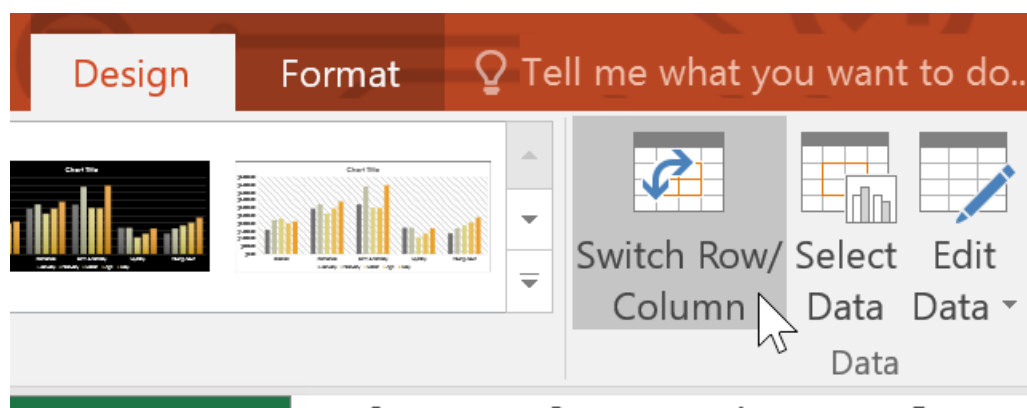 Design
Format
Tell me what you want to do..
Chart Title
Chart Title
Switch Row/
Column
Select
Data
Edit
Data
Data